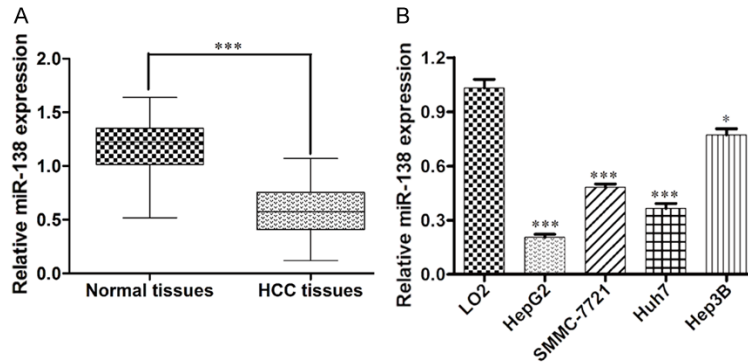 A
Relative miR-138 expression
2.0
1.5
1.0
0.5
0.0
***
Normal tissues
HCC tissues
B
Relative miR-138 expression
1.2
0.9
0.6
0.3
0.0
***
***
***
*
LO2
HepG2
SMMC-7721
Huh7
Hep3B